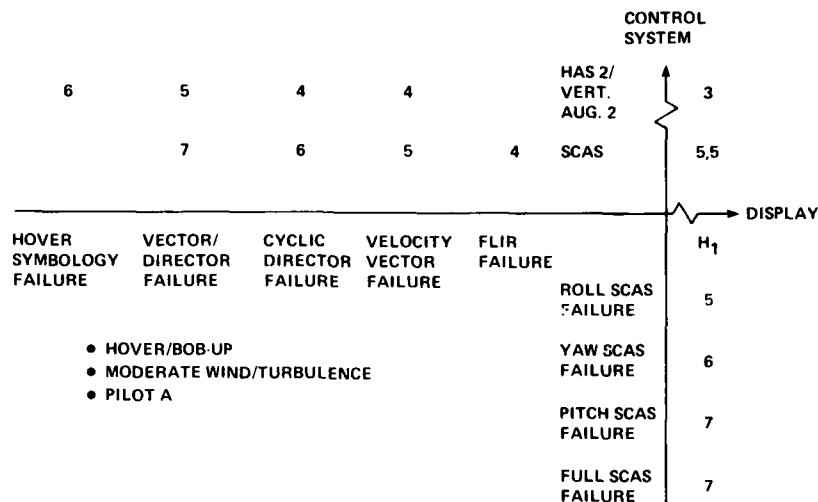 CONTROL
SYSTEM
HAS 2/
VERT.
AUG. 2
6 5 4 4 3
7 6 5 4 SCAS 5,5
DISPLAY
HOVER
SYMBOLOGY
FAILURE
VECTOR/
DIRECTOR
FAILURE
CYCLIC
DIRECTOR
FAILURE
VELOCITY
VECTOR
FAILURE
FLIR
FAILURE
H1
ROLL SCAS
FAILURE
5
• HOVER/BOB-UP
• MODERATE WIND/TURBULENCE
• PILOT A
YAW SCAS
FAILURE
6
PITCH SCAS
FAILURE
7
FULL SCAS
FAILURE
7